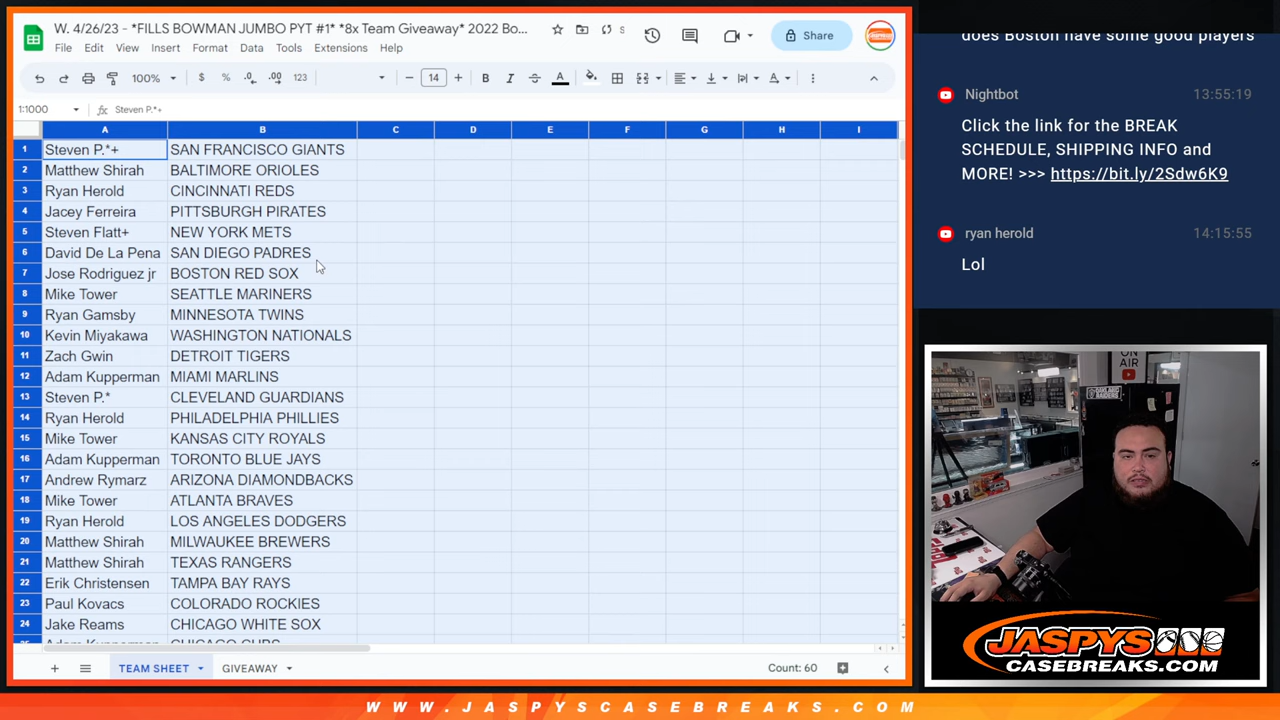 W. 4/26/23 - *FILLS BOWMAN JUMBO PYT #1* *8x Team Giveaway* 2022 Bo...
Share
File Edit View Insert Format Data Tools Extensions Help
100% $ % .0 .00 123 14 B I A
1:1000 fx Steven P.*+
A B C D E F G H I
1 Steven P.*+ SAN FRANCISCO GIANTS
2 Matthew Shirah BALTIMORE ORIOLES
3 Ryan Herold CINCINNATI REDS
4 Jacey Ferreira PITTSBURGH PIRATES
5 Steven Flatt+ NEW YORK METS
6 David De La Pena SAN DIEGO PADRES
7 Jose Rodriguez jr BOSTON RED SOX
8 Mike Tower SEATTLE MARINERS
9 Ryan Gamsby MINNESOTA TWINS
10 Kevin Miyakawa WASHINGTON NATIONALS
11 Zach Gwin DETROIT TIGERS
12 Adam Kupperman MIAMI MARLINS
13 Steven P.* CLEVELAND GUARDIANS
14 Ryan Herold PHILADELPHIA PHILLIES
15 Mike Tower KANSAS CITY ROYALS
16 Adam Kupperman TORONTO BLUE JAYS
17 Andrew Rymarz ARIZONA DIAMONDBACKS
18 Mike Tower ATLANTA BRAVES
19 Ryan Herold LOS ANGELES DODGERS
20 Matthew Shirah MILWAUKEE BREWERS
21 Matthew Shirah TEXAS RANGERS
22 Erik Christensen TAMPA BAY RAYS
23 Paul Kovacs COLORADO ROCKIES
24 Jake Reams CHICAGO WHITE SOX
Adam Kupperman CHICAGO CUBS
TEAM SHEET GIVEAWAY Count: 60
does Boston have some good players
Nightbot 13:55:19
Click the link for the BREAK
SCHEDULE, SHIPPING INFO and
MORE! >>> https://bit.ly/2Sdw6K9
ryan herold 14:15:55
Lol
ON
AIR
JASPYS
CASEBREAKS.COM
WWW.JASPYSCASEBREAKS.COM